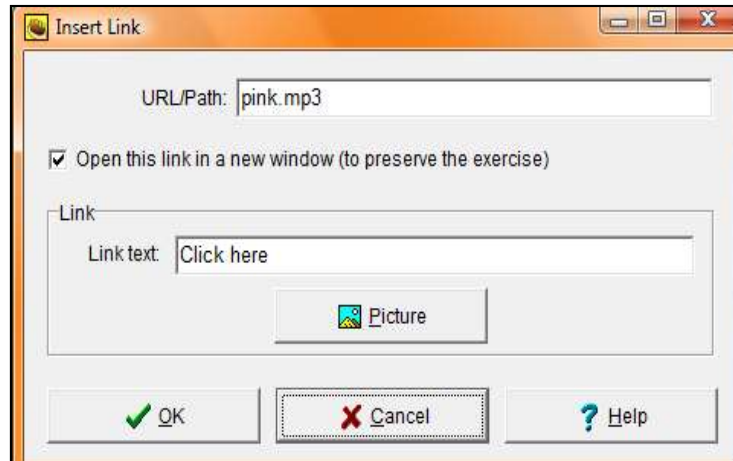 Insert Link
URL/Path: pink.mp3
Open this link in a new window (to preserve the exercise)
Link
Link text: Click here
Picture
OK Cancel Help